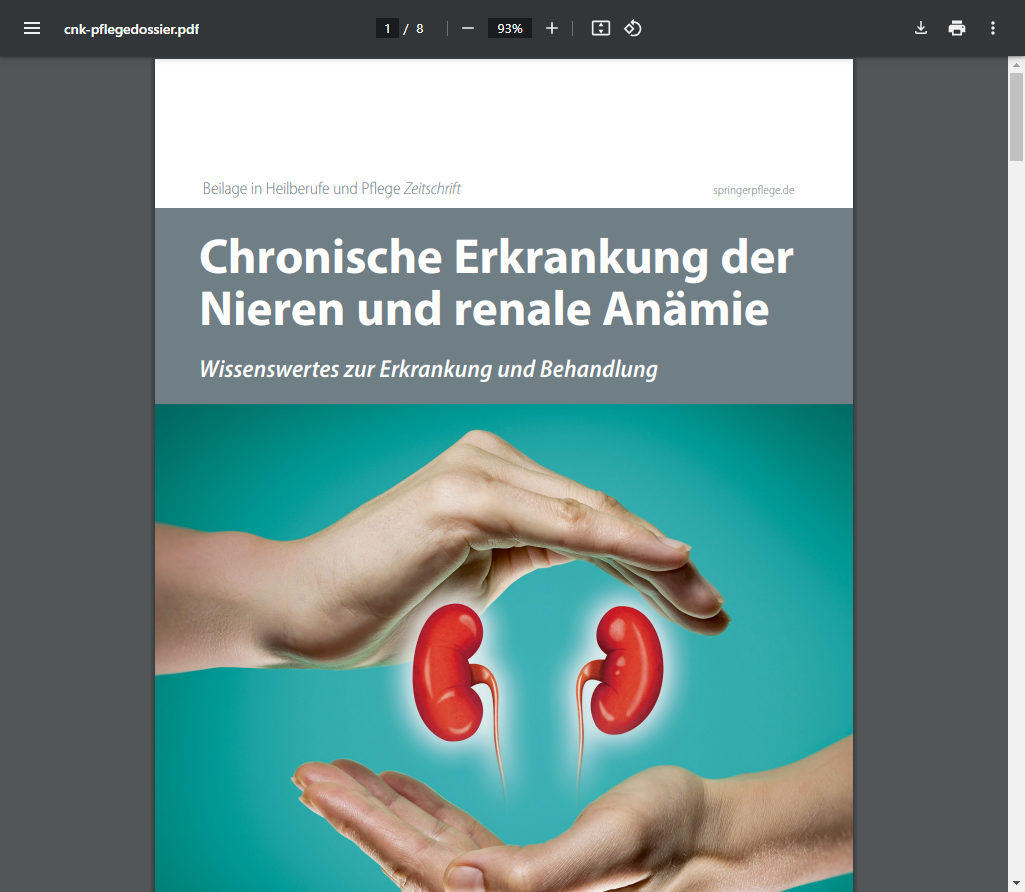 cnk-pflegedossier.pdf
1 / 8
93%
Beilage in Heilberufe und Pflege Zeitschrift
springerpflege.de
Chronische Erkrankung der
Nieren und renale Anämie
Wissenswertes zur Erkrankung und Behandlung